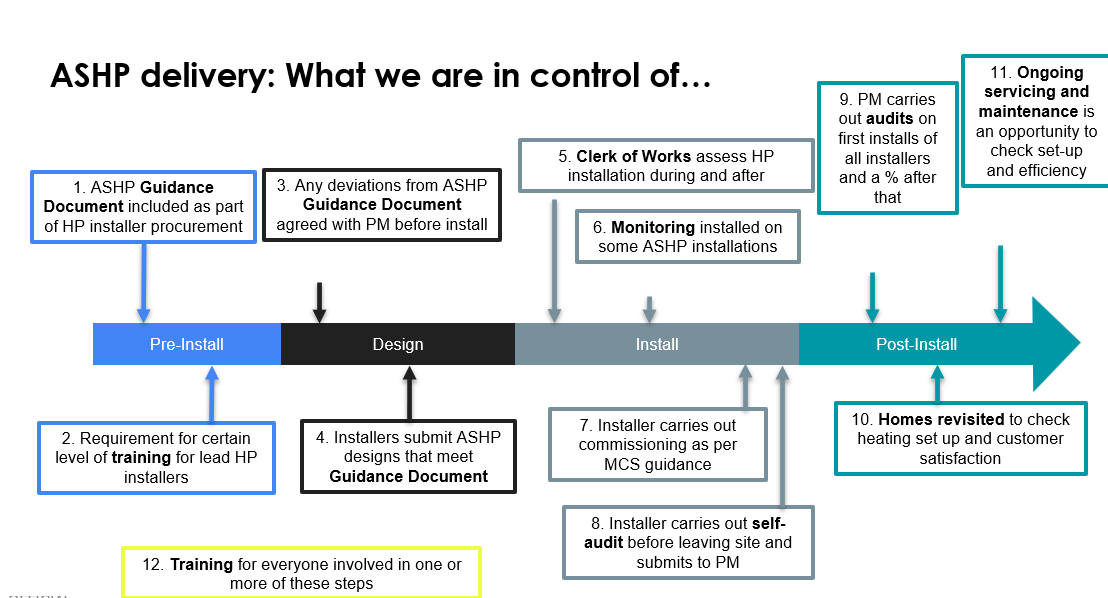 ASHP delivery: What we are in control of…
1. ASHP Guidance
Document included as part
of HP installer procurement
3. Any deviations from ASHP
Guidance Document
agreed with PM before install
5. Clerk of Works assess HP
installation during and after
6. Monitoring installed on
some ASHP installations
9. PM carries
out audits on
first installs of
all installers
and a % after
that
11. Ongoing
servicing and
maintenance is
an opportunity to
check set-up
and efficiency
Pre-Install
Design
Install
Post-Install
2. Requirement for certain
level of training for lead HP
installers
4. Installers submit ASHP
designs that meet
Guidance Document
7. Installer carries out
commissioning as per
MCS guidance
8. Installer carries out self-
audit before leaving site and
submits to PM
10. Homes revisited to check
heating set up and customer
satisfaction
12. Training for everyone involved in one or
more of these steps